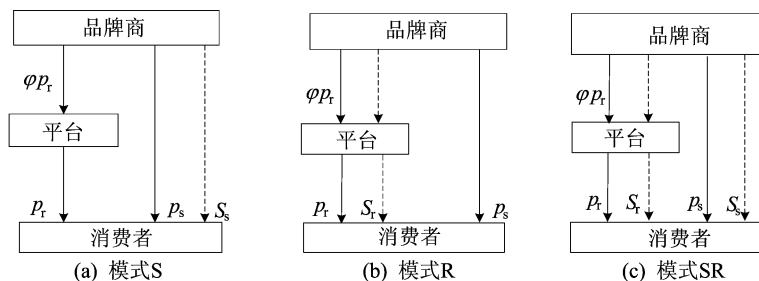 品牌商
φpr
平台
pr
ps
Ss
消费者
(a) 模式S
品牌商
φpr
平台
pr
Sr
ps
消费者
(b) 模式R
品牌商
φpr
平台
pr
Sr
ps
Ss
消费者
(c) 模式SR